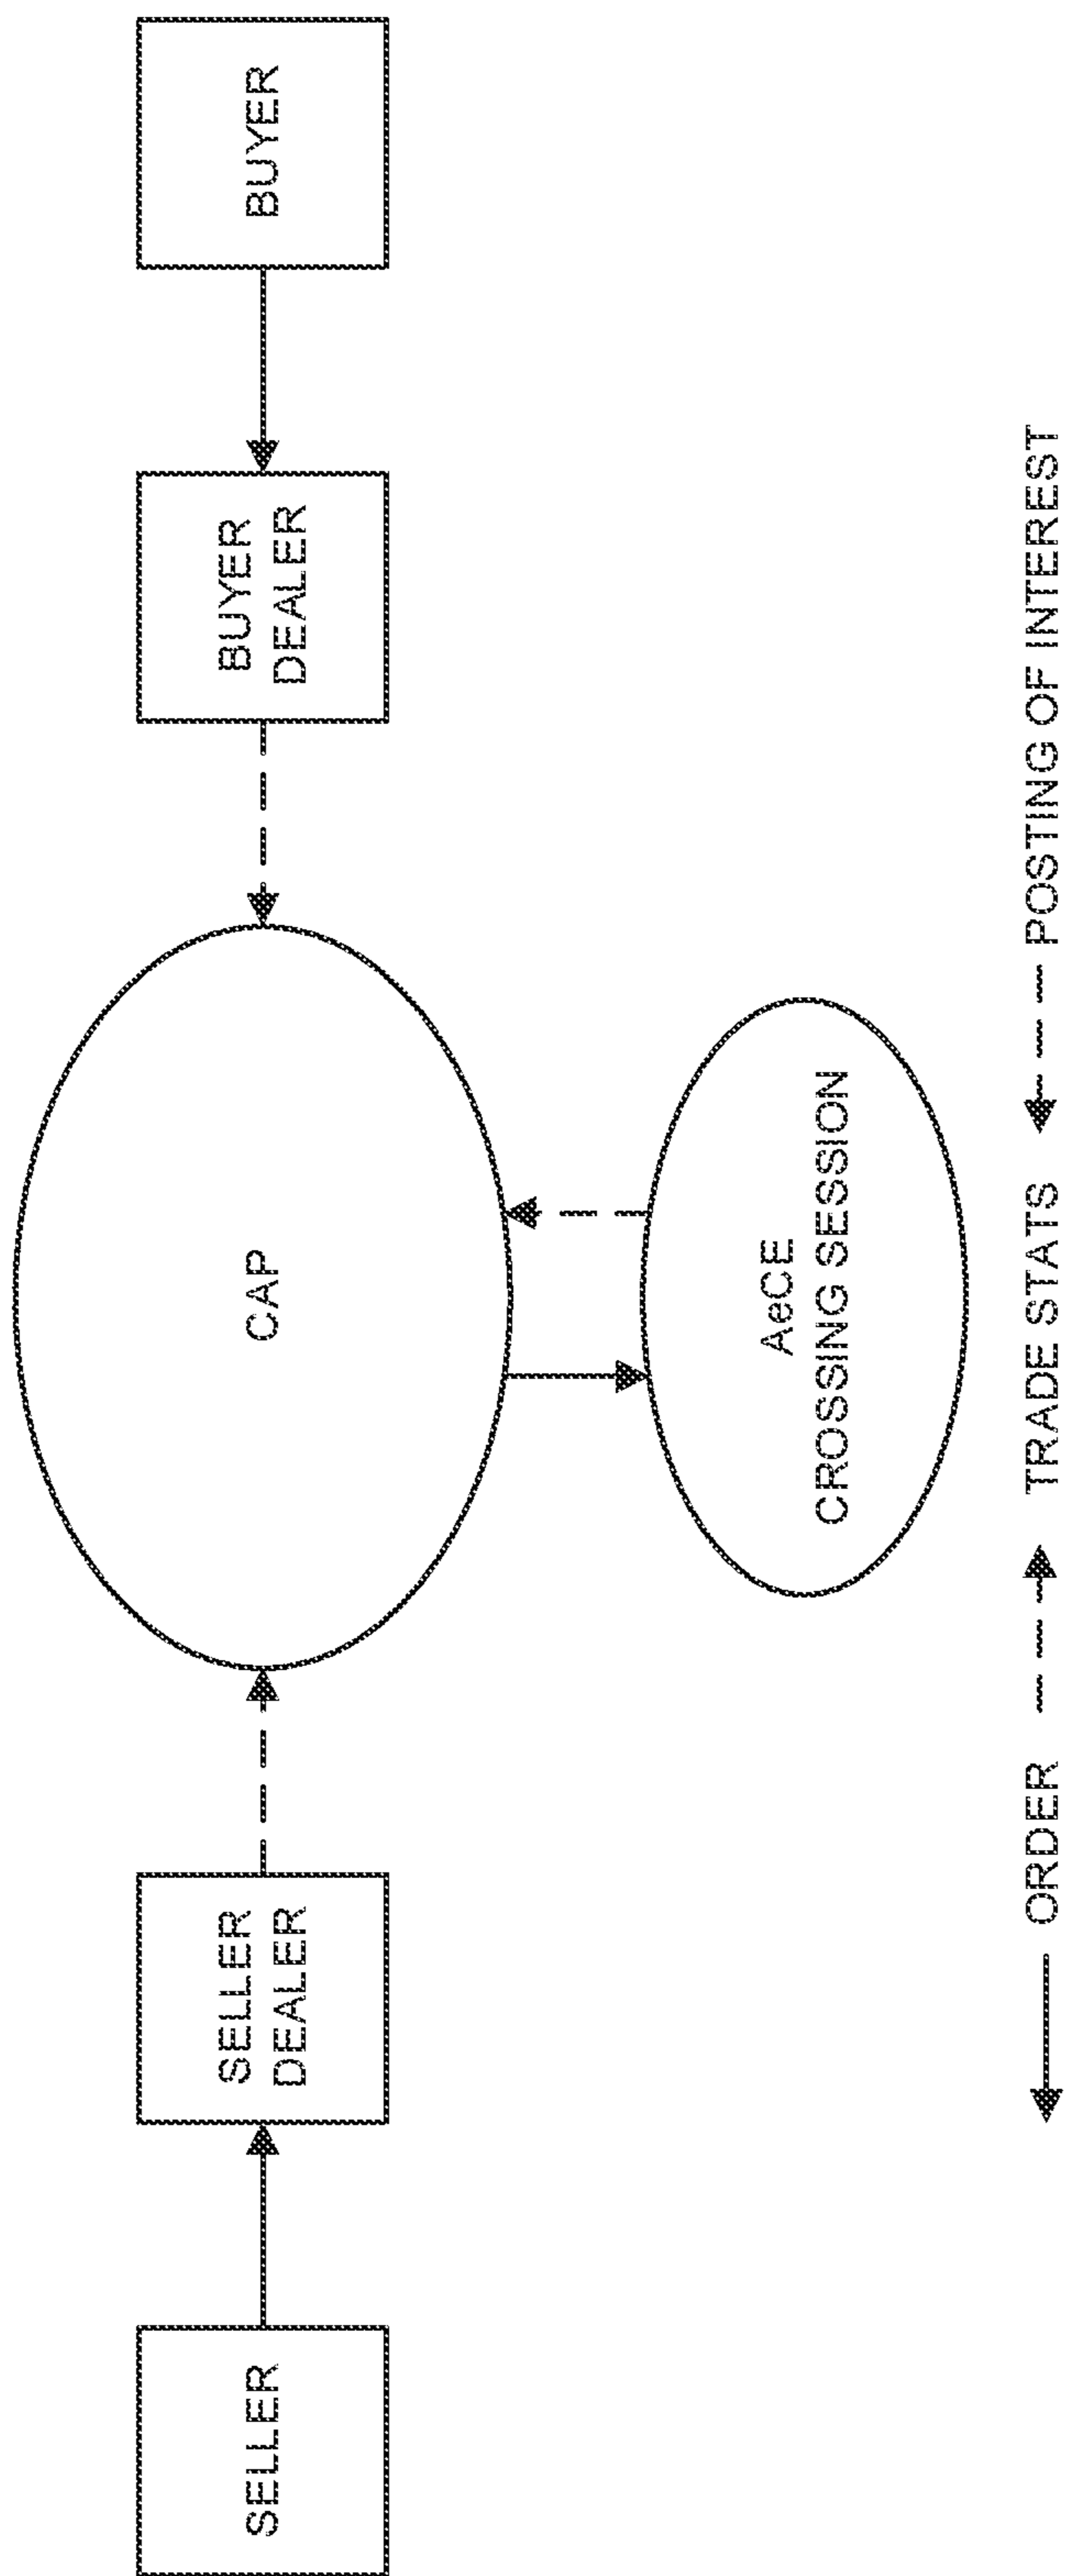 SELLER
SELLER
DEALER
CAP
BUYER
DEALER
BUYER
AeCE
CROSSING SESSION
ORDER
TRADE STATS
POSTING OF INTEREST